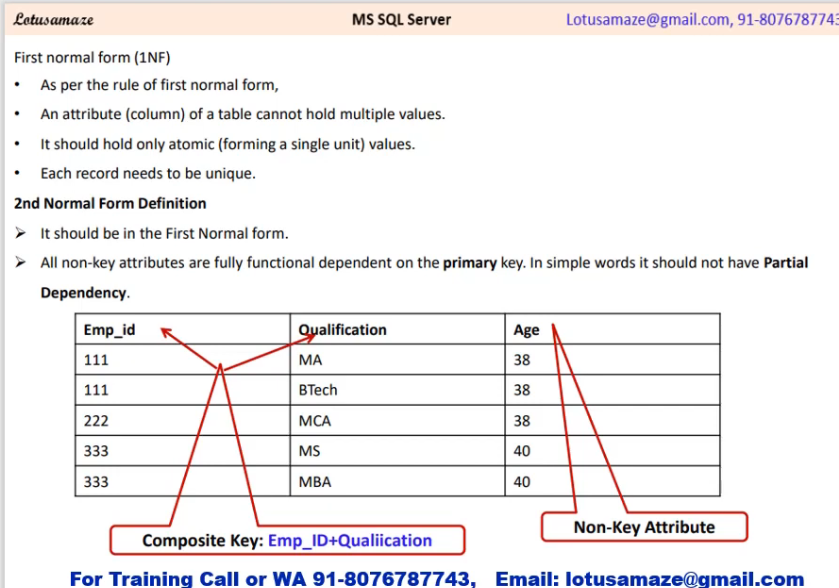 Lotusamaze MS SQL Server Lotusamaze@gmail.com, 91-8076787743
First normal form (1NF)
• As per the rule of first normal form,
• An attribute (column) of a table cannot hold multiple values.
• It should hold only atomic (forming a single unit) values.
• Each record needs to be unique.
2nd Normal Form Definition
➢ It should be in the First Normal form.
➢ All non-key attributes are fully functional dependent on the primary key. In simple words it should not have Partial
Dependency.
Emp_id Qualification Age
111 MA 38
111 BTech 38
222 MCA 38
333 MS 40
333 MBA 40
Composite Key: Emp_ID+Qualiication
Non-Key Attribute
For Training Call or WA 91-8076787743, Email: lotusamaze@gmail.com